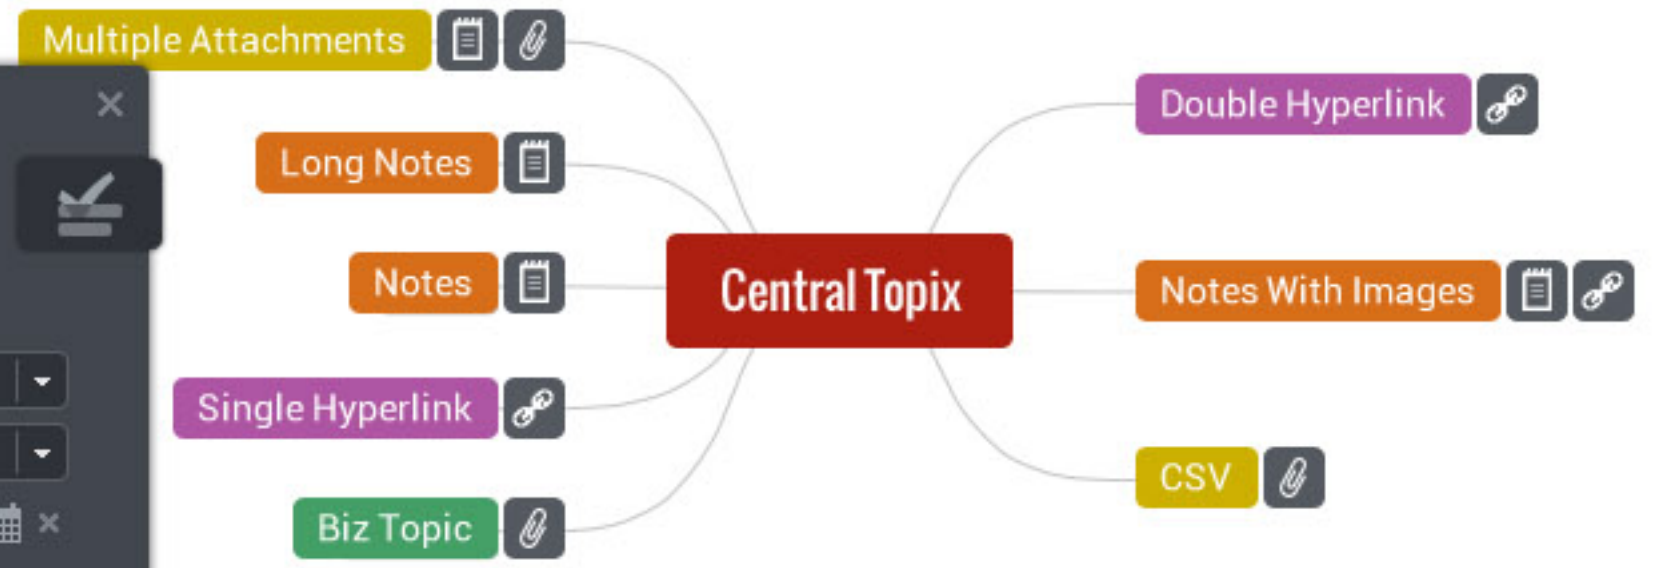 Multiple Attachments
Double Hyperlink
Long Notes
Notes
Central Topix
Notes With Images
Single Hyperlink
CSV
Biz Topic